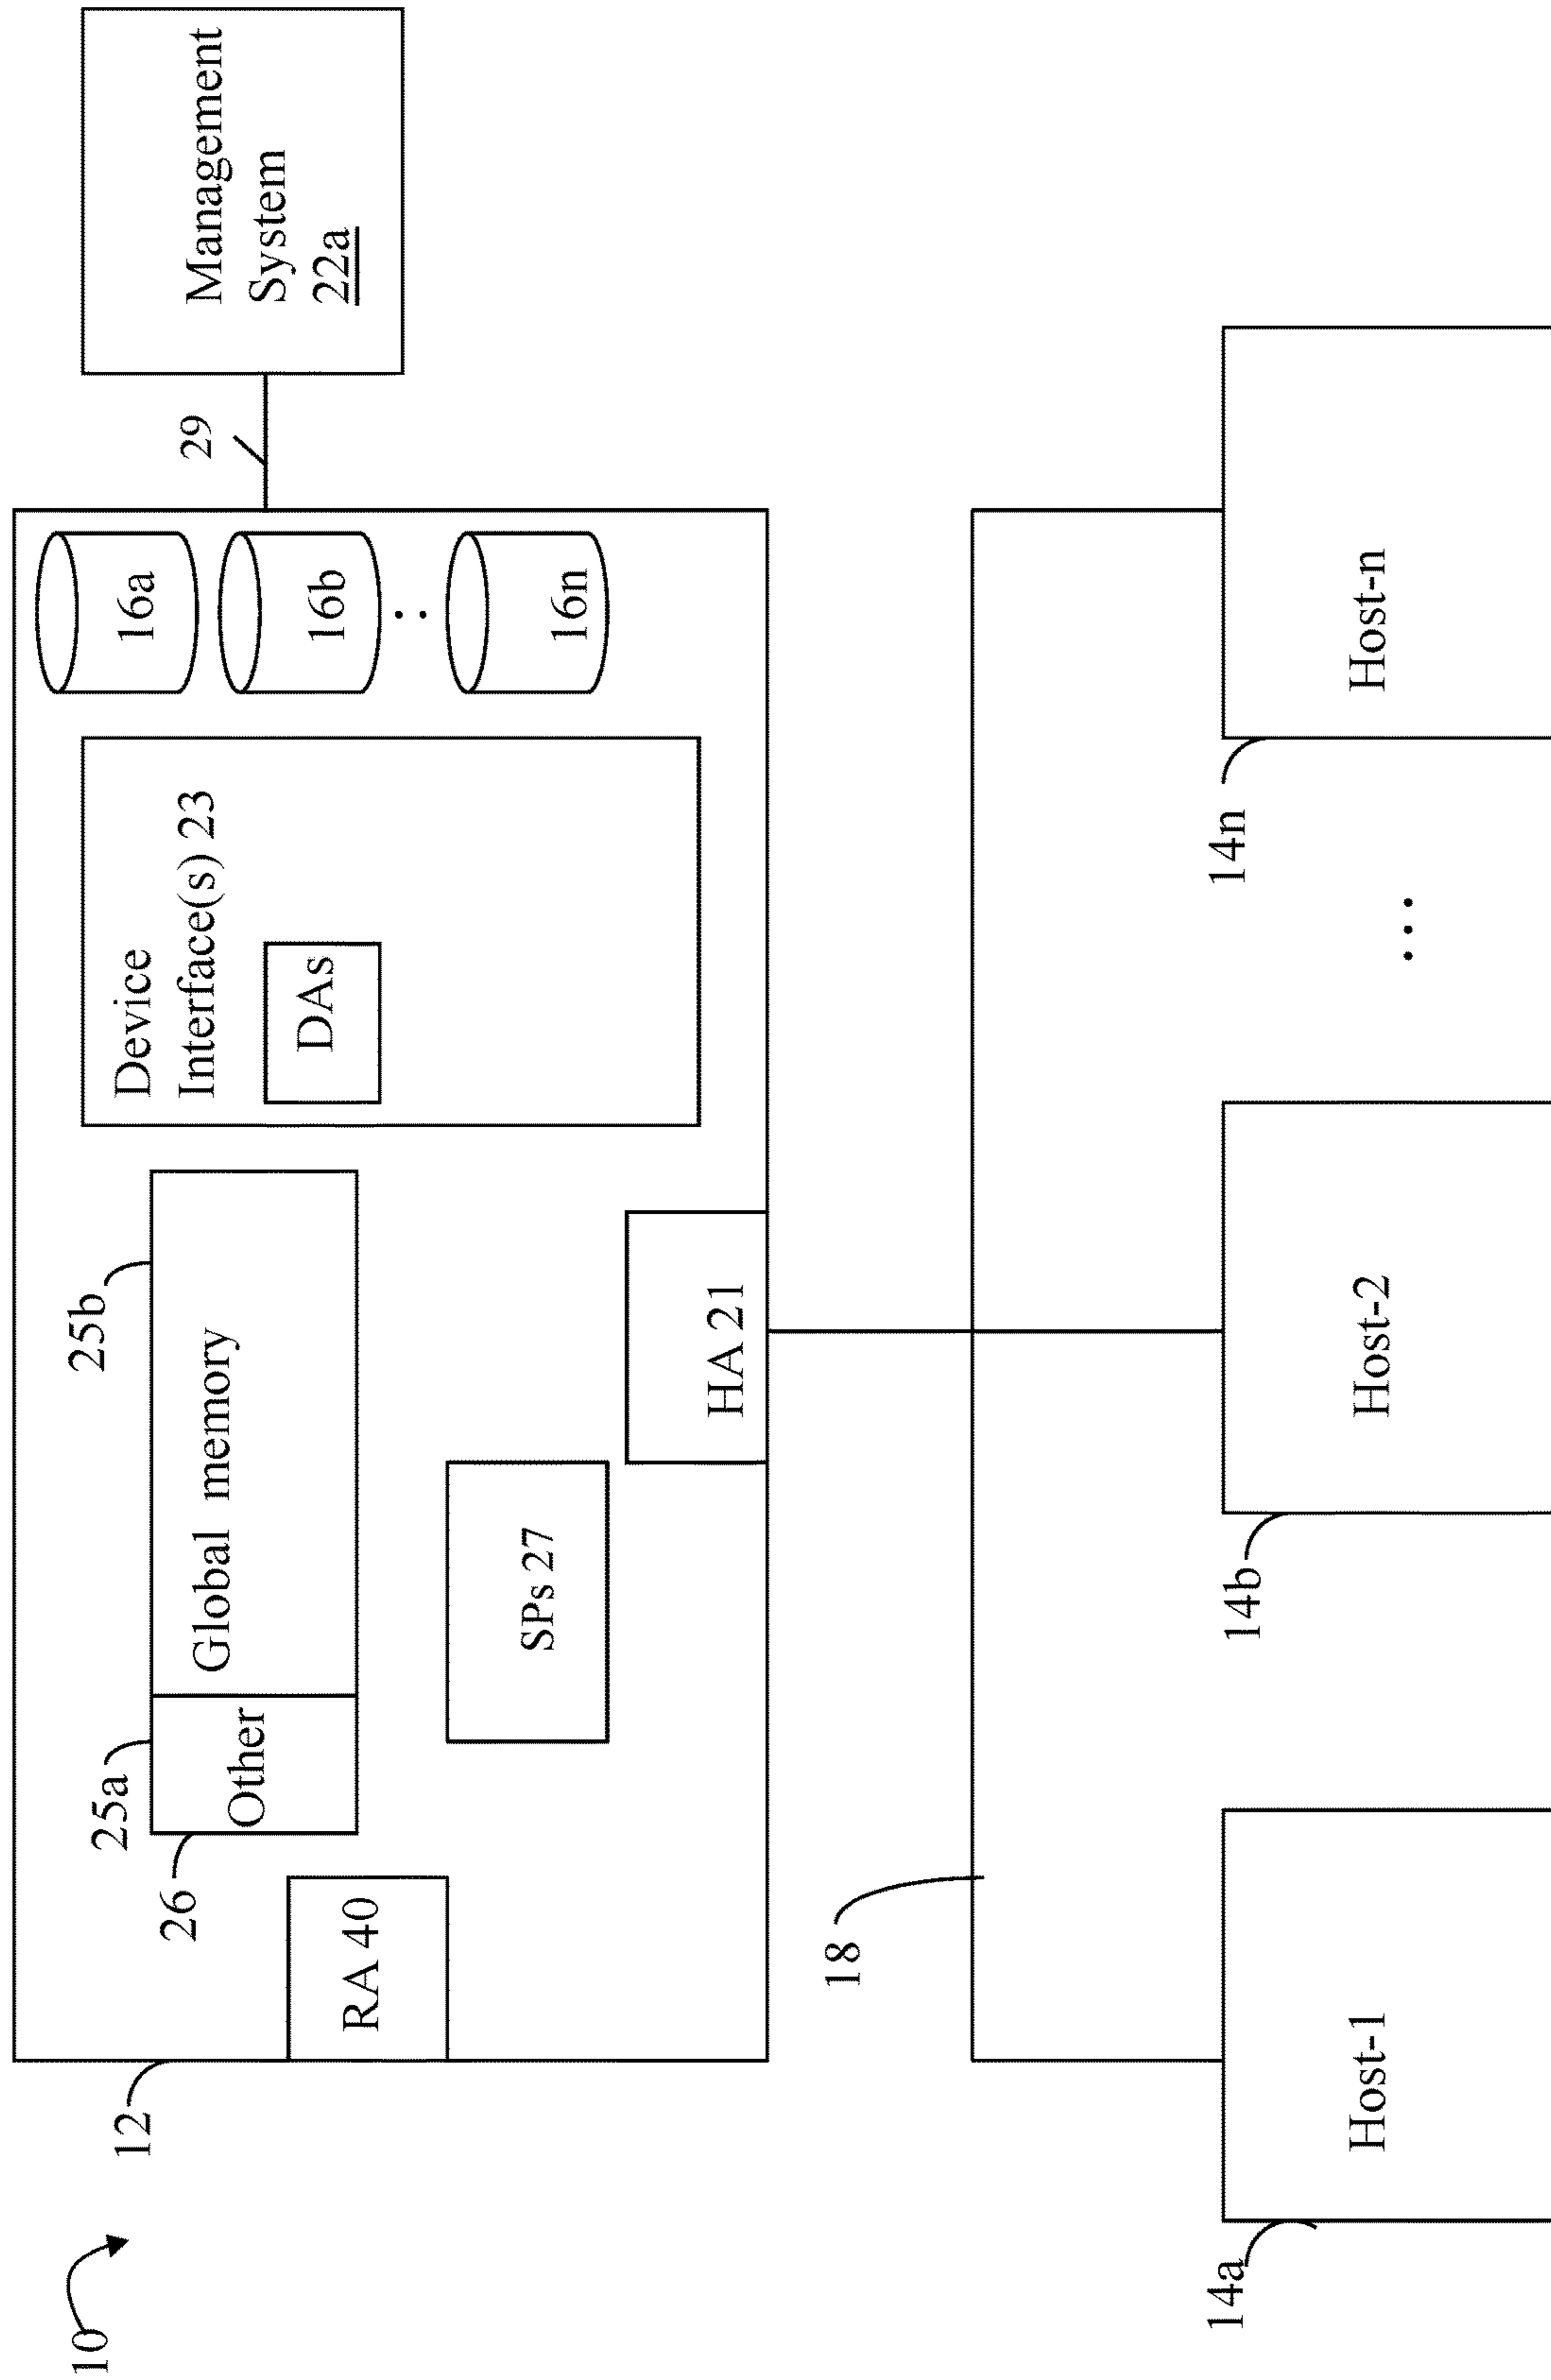 10
12
26
25a
25b
Other
Global memory
RA 40
SPs 27
HA 21
Device
Interface(s) 23
DAs
16a
16b
16n
29
Management
System
22a
18
14a
Host-1
14b
Host-2
14n
Host-n